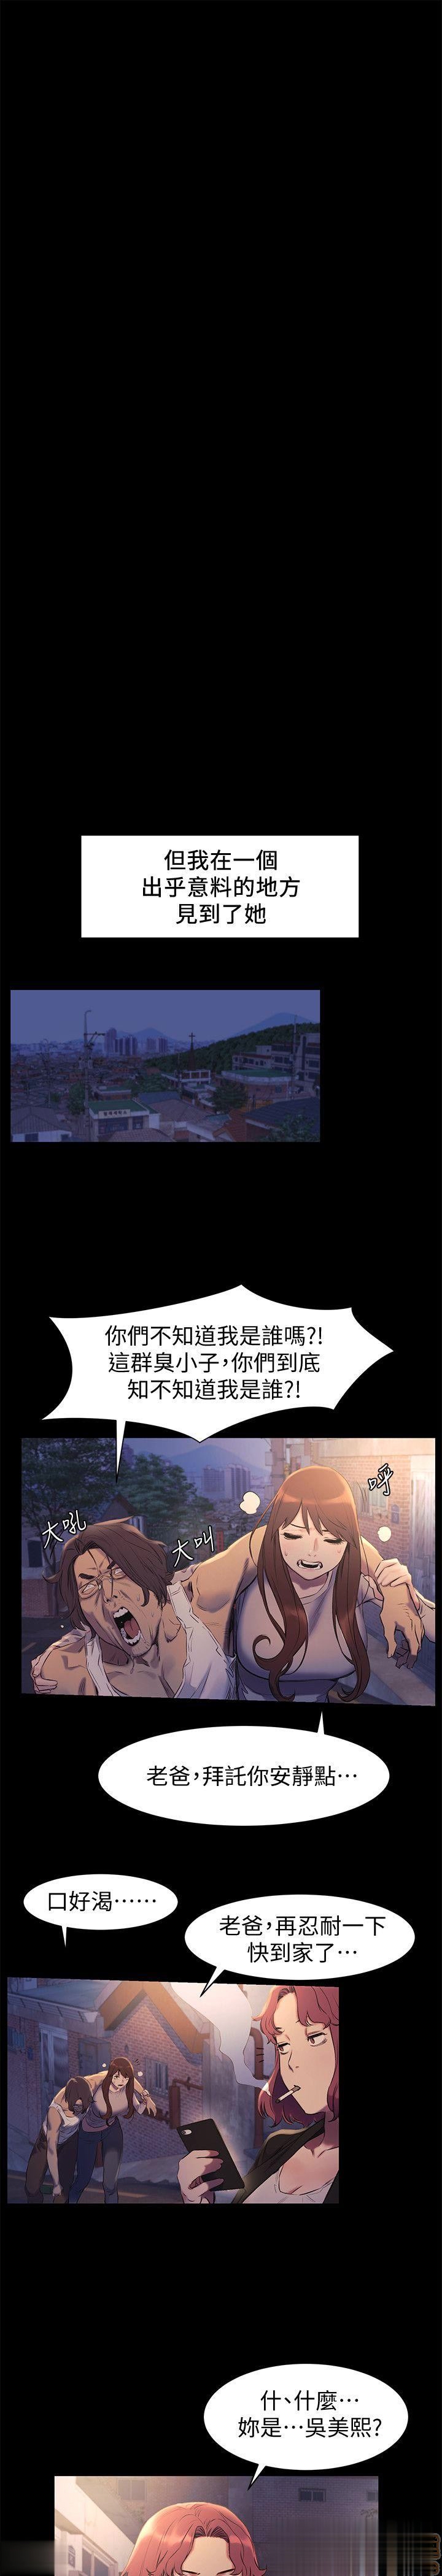 但我在一個
出乎意料的地方
見到了她
你們不知道我是誰嗎?!
這群臭小子,你們到底
知不知道我是誰?!
大吼
大叫
呼
老爸,拜託你安靜點…
口好渴……
老爸,再忍耐一下
快到家了…
什、什麼…
妳是…吳美熙?